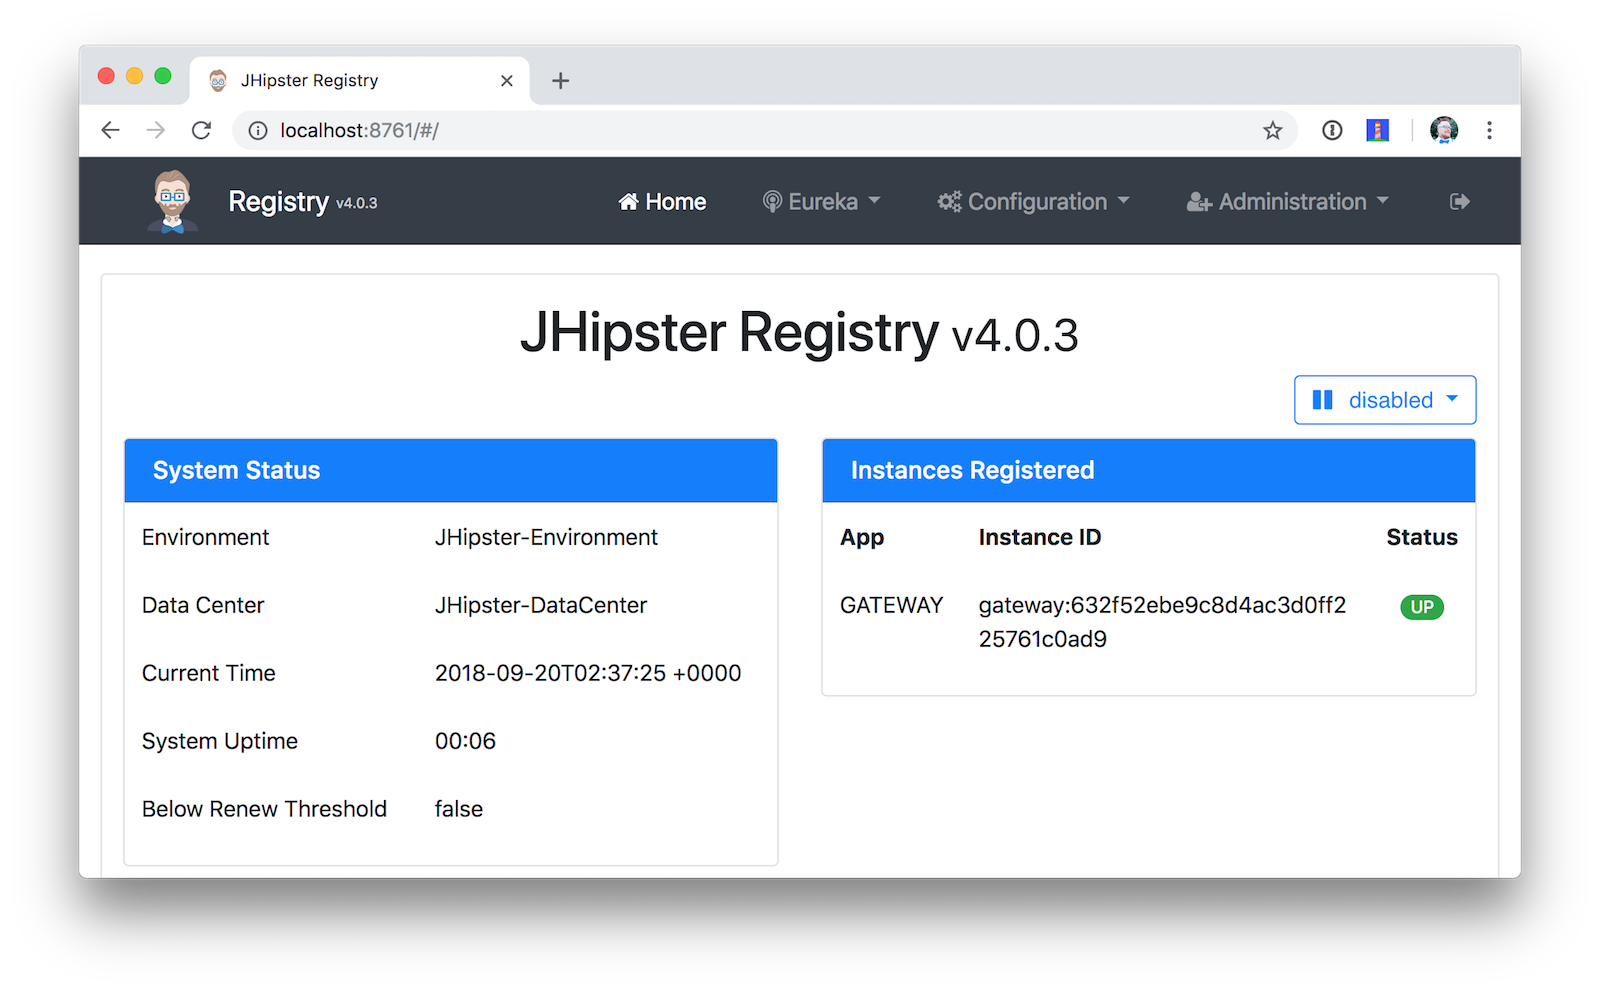 JHipster Registry
localhost:8761/#/
Registry v4.0.3
Home
Eureka
Configuration
Administration
JHipster Registry v4.0.3
disabled
System Status
Environment JHipster-Environment
Data Center JHipster-DataCenter
Current Time 2018-09-20T02:37:25 +0000
System Uptime 00:06
Below Renew Threshold false
Instances Registered
App Instance ID Status
GATEWAY gateway:632f52ebe9c8d4ac3d0ff2 UP
25761c0ad9